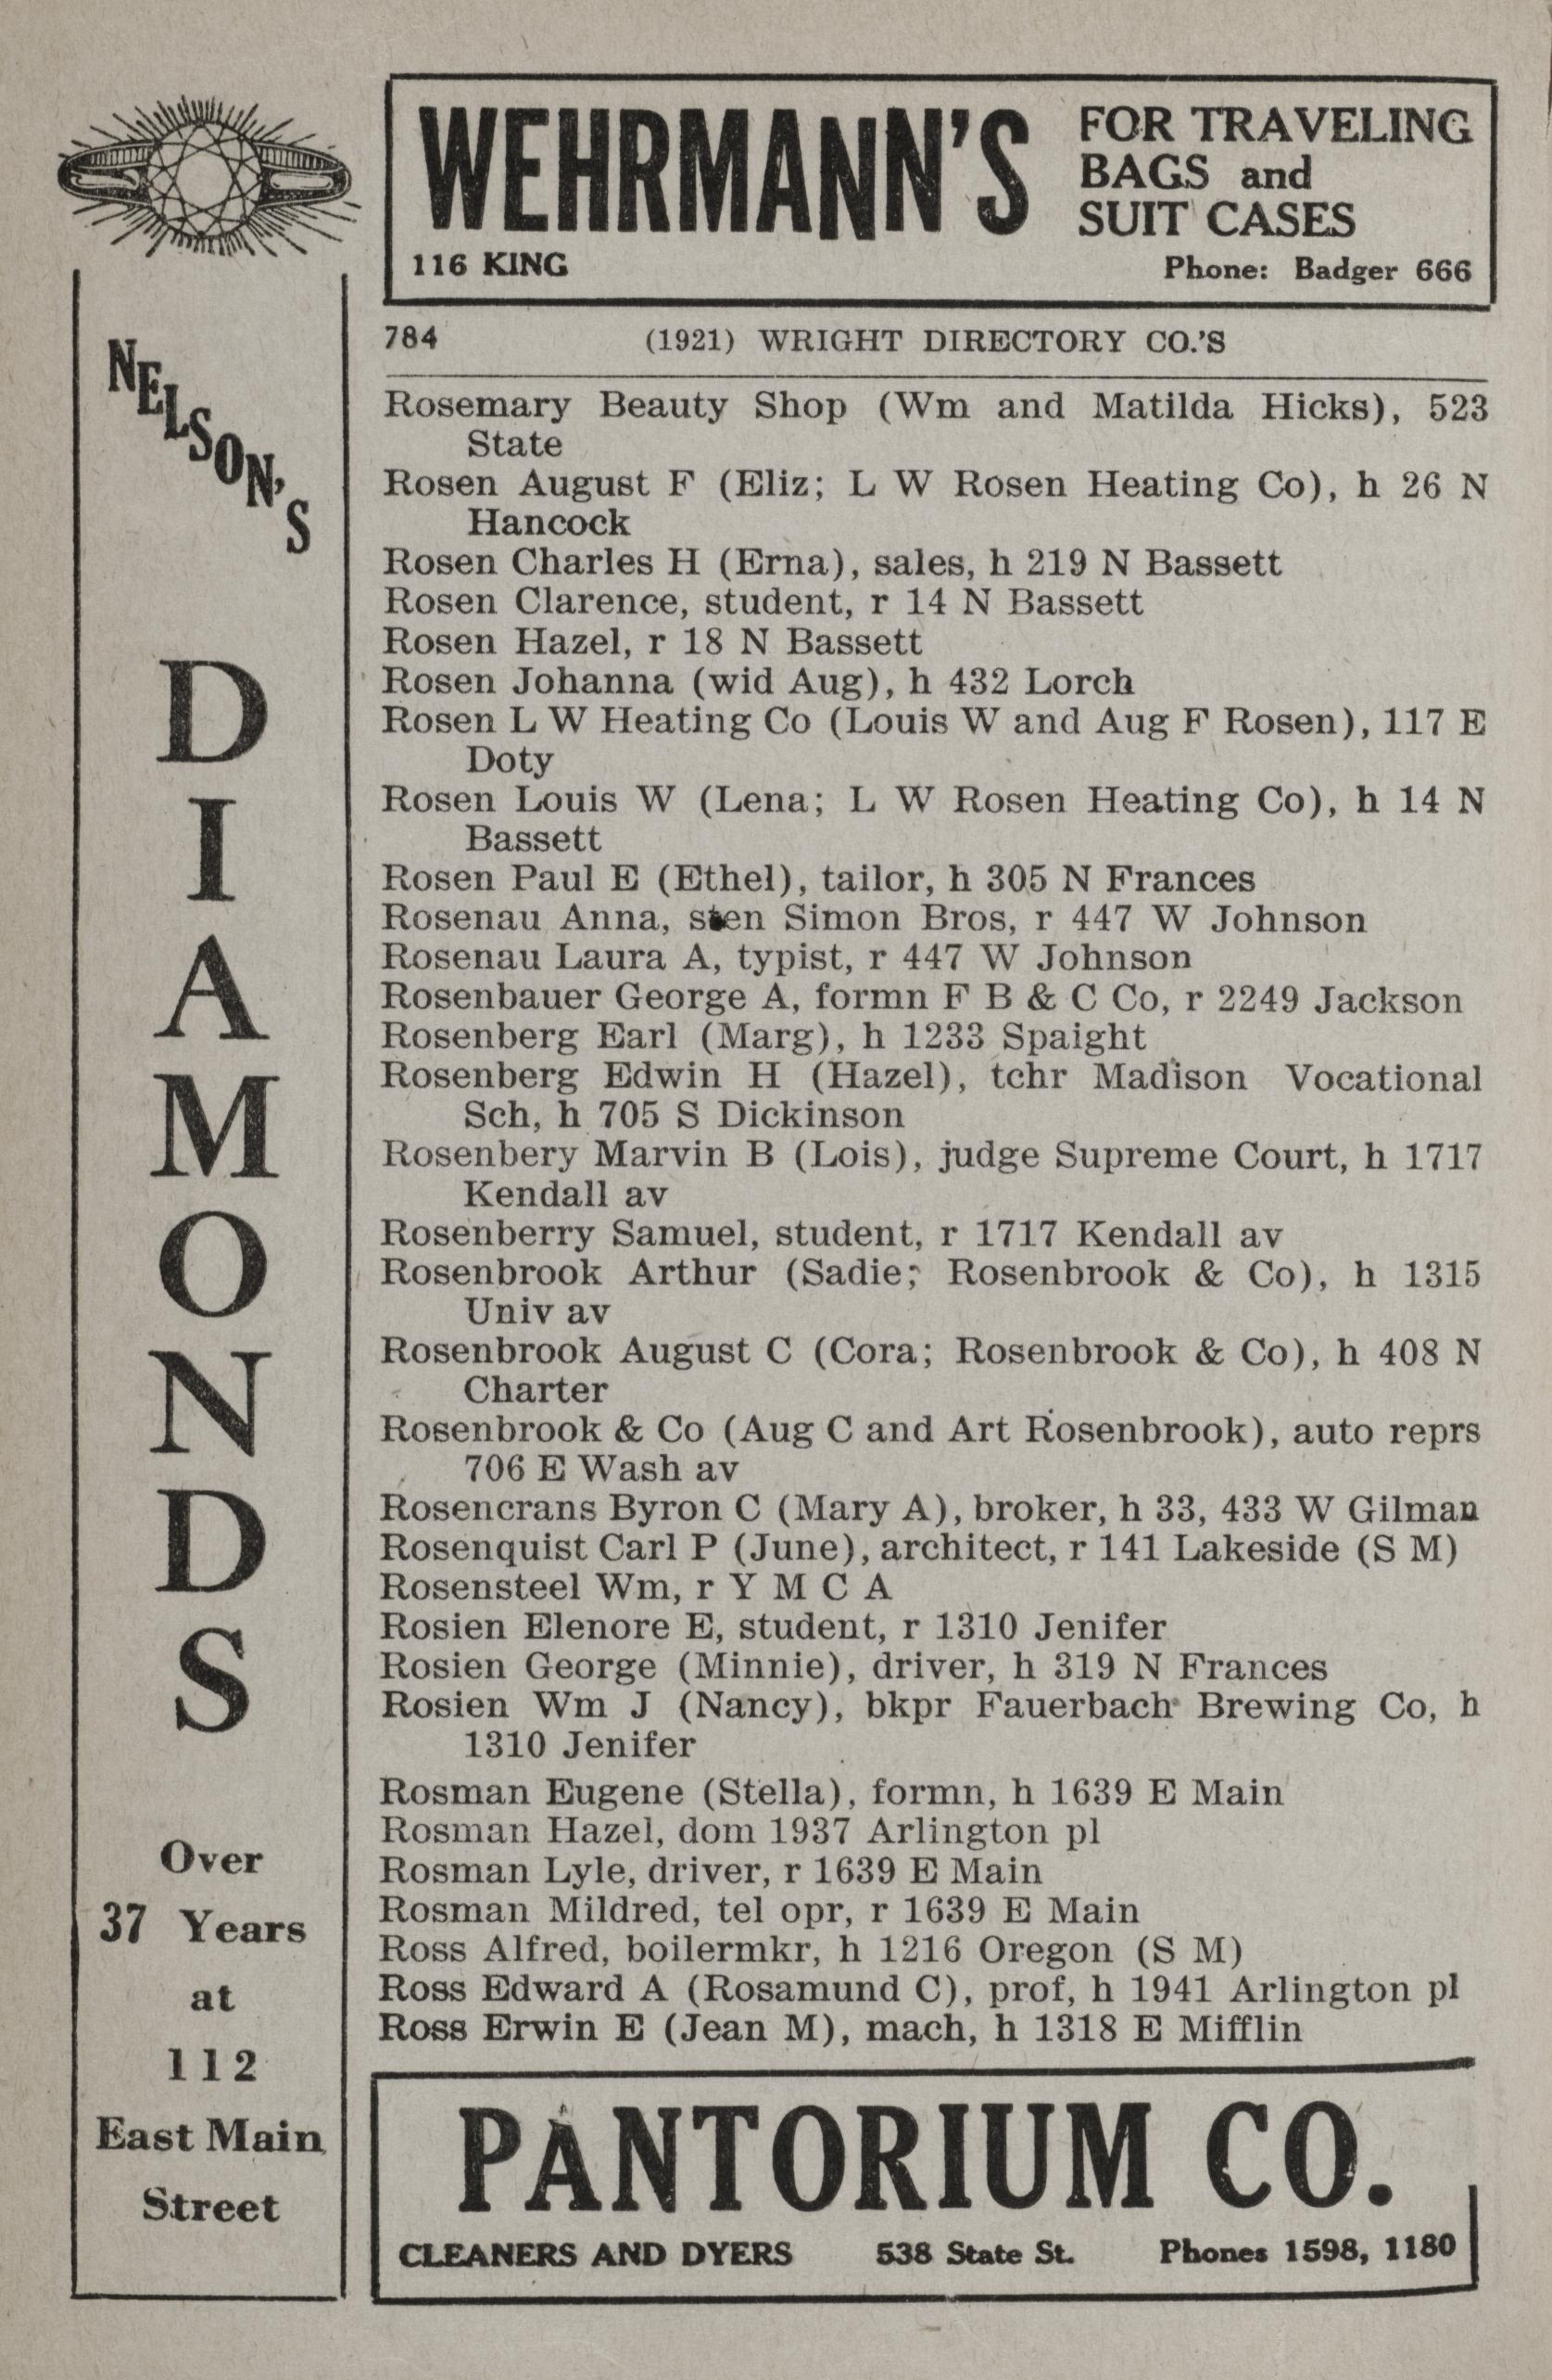 WEHRMANN'S
FOR TRAVELING
BAGS and
SUIT CASES
116 KING
Phone: Badger 666
784 (1921) WRIGHT DIRECTORY CO.'S
Rosemary Beauty Shop (Wm and Matilda Hicks), 523
State
Rosen August F (Eliz; L W Rosen Heating Co), h 26 N
Hancock
Rosen Charles H (Erna), sales, h 219 N Bassett
Rosen Clarence, student, r 14 N Bassett
Rosen Hazel, r 18 N Bassett
Rosen Johanna (wid Aug), h 432 Lorch
Rosen L W Heating Co (Louis W and Aug F Rosen), 117 E
Doty
Rosen Louis W (Lena; L W Rosen Heating Co), h 14 N
Bassett
Rosen Paul E (Ethel), tailor, h 305 N Frances
Rosenau Anna, sten Simon Bros, r 447 W Johnson
Rosenau Laura A, typist, r 447 W Johnson
Rosenbauer George A, formn F B & C Co, r 2249 Jackson
Rosenberg Earl (Marg), h 1233 Spaight
Rosenberg Edwin H (Hazel), tchr Madison Vocational
Sch, h 705 S Dickinson
Rosenbery Marvin B (Lois), judge Supreme Court, h 1717
Kendall av
Rosenberry Samuel, student, r 1717 Kendall av
Rosenbrook Arthur (Sadie; Rosenbrook & Co), h 1315
Univ av
Rosenbrook August C (Cora; Rosenbrook & Co), h 408 N
Charter
Rosenbrook & Co (Aug C and Art Rosenbrook), auto reprs
706 E Wash av
Rosencrans Byron C (Mary A), broker, h 33, 433 W Gilman
Rosenquist Carl P (June), architect, r 141 Lakeside (S M)
Rosensteel Wm, r Y M C A
Rosien Elenore E, student, r 1310 Jenifer
Rosien George (Minnie), driver, h 319 N Frances
Rosien Wm J (Nancy), bkpr Fauerbach Brewing Co, h
1310 Jenifer
Rosman Eugene (Stella), formn, h 1639 E Main
Rosman Hazel, dom 1937 Arlington pl
Rosman Lyle, driver, r 1639 E Main
Rosman Mildred, tel opr, r 1639 E Main
Ross Alfred, boilermkr, h 1216 Oregon (S M)
Ross Edward A (Rosamund C), prof, h 1941 Arlington pl
Ross Erwin E (Jean M), mach, h 1318 E Mifflin
NELSON'S
DIAMONDS
Over
37 Years
at
112
East Main
Street
PANTORIUM CO.
CLEANERS AND DYERS 538 State St. Phones 1598, 1180